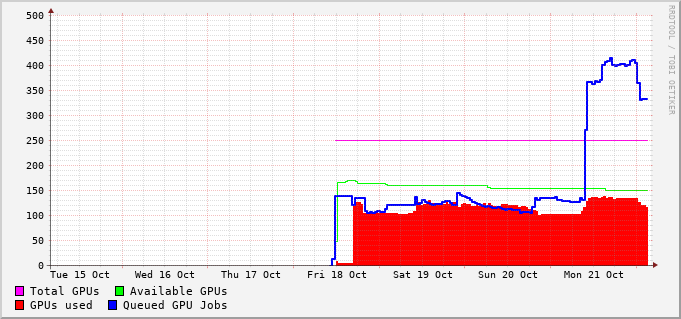 500
450
400
350
300
250
200
150
100
50
0
Tue 15 Oct Wed 16 Oct Thu 17 Oct Fri 18 Oct Sat 19 Oct Sun 20 Oct Mon 21 Oct
Total GPUs Available GPUs
GPUs used Queued GPU Jobs
RRDTOOL / TOBI OETIKER